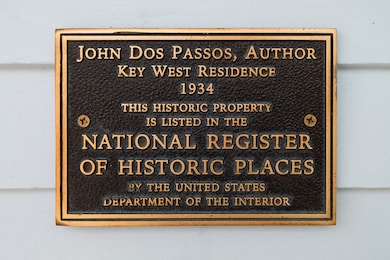 JOHN DOS PASSOS, AUTHOR
KEY WEST RESIDENCE
1934
THIS HISTORIC PROPERTY
IS LISTED IN THE
NATIONAL REGISTER
OF HISTORIC PLACES
BY THE UNITED STATES
DEPARTMENT OF THE INTERIOR